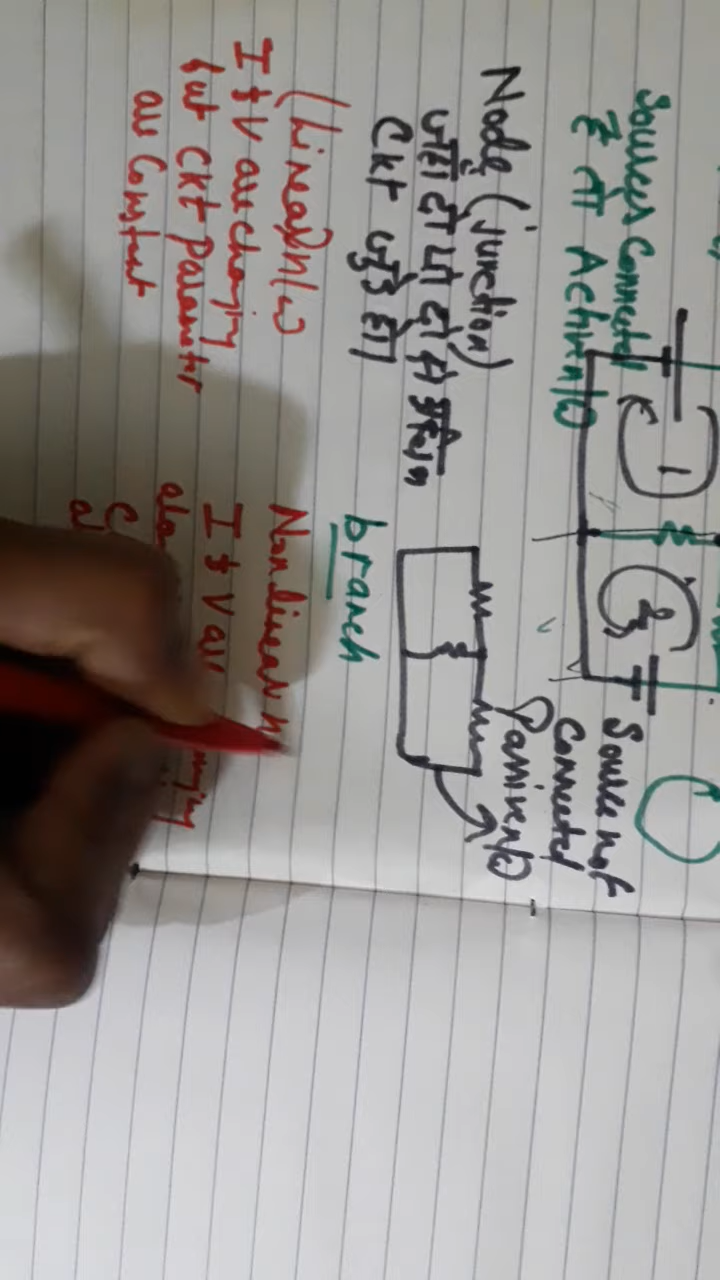 Sources Connected
है तो Active n/w
Source not
Connected
Passive n/w
Node (junction)
जहां दो या दो से अधिक
CKT जुड़े हो
branch
(Linear) n/w
I & V are changing
but CKT Parameter
are Constant
Non linear n
I & V are